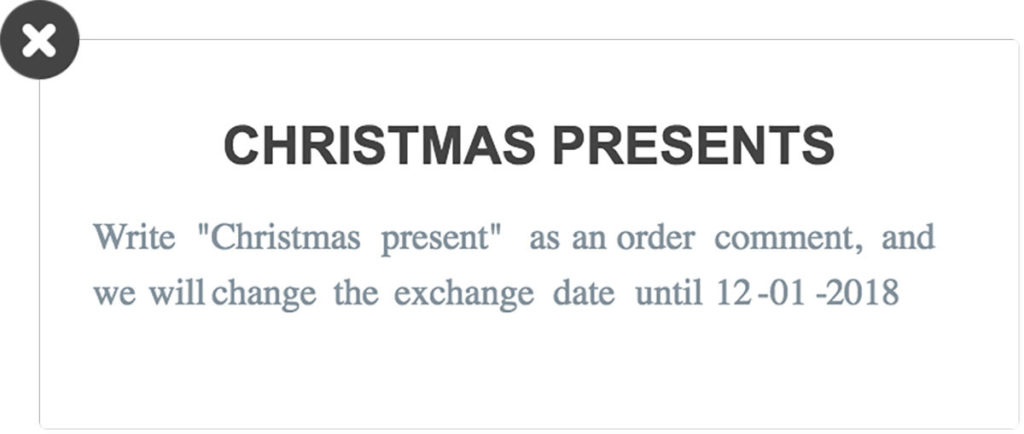 CHRISTMAS PRESENTS
Write "Christmas present" as an order comment, and
we will change the exchange date until 12-01-2018